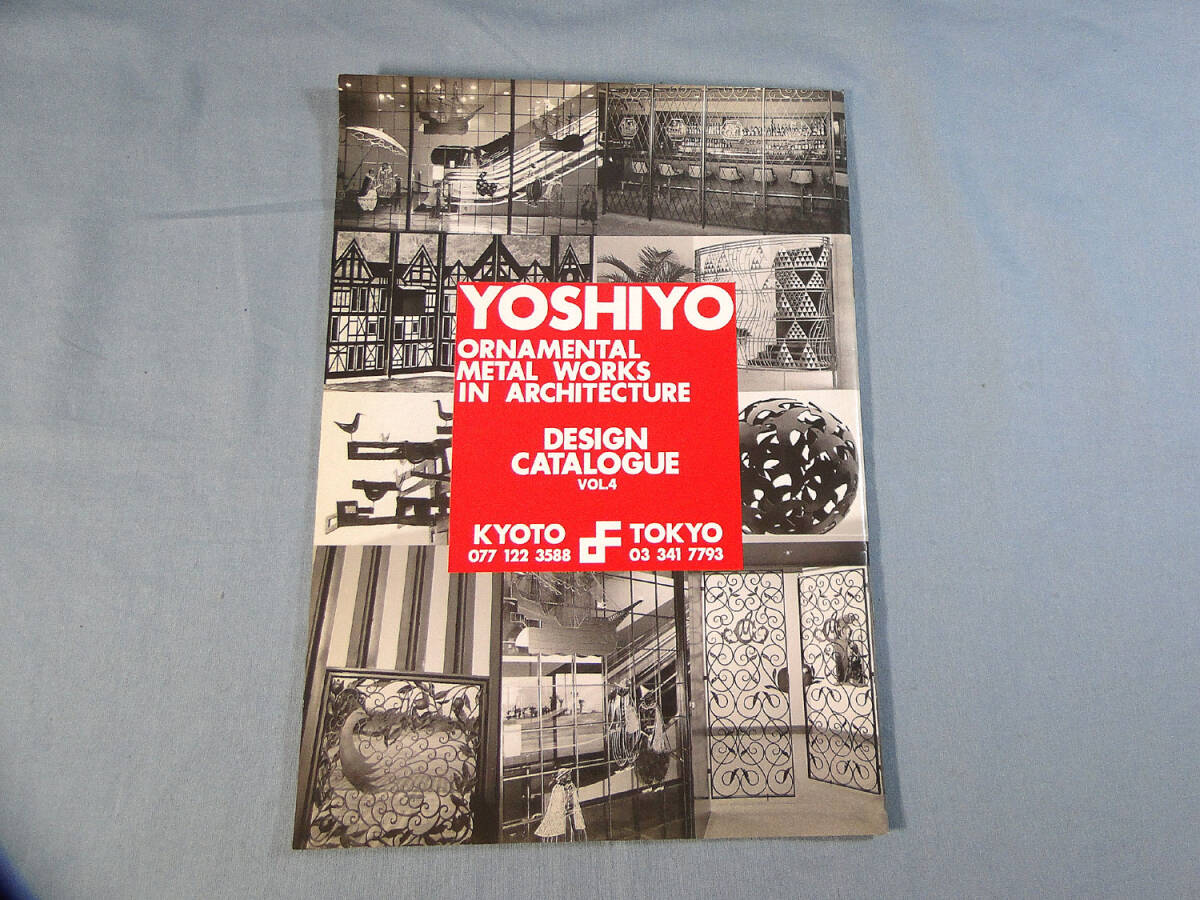 YOSHIYO
ORNAMENTAL
METAL WORKS
IN ARCHITECTURE
DESIGN
CATALOGUE
VOL.4
KYOTO TOKYO
077 122 3588 03 341 7793